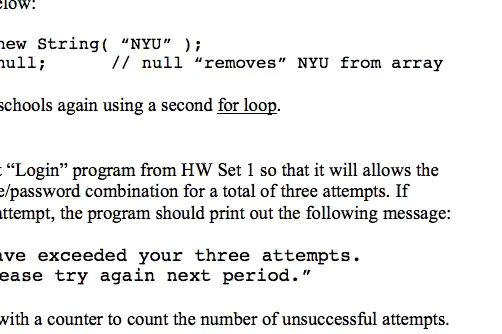 elow:
new String( “NYU” );
null; // null “removes” NYU from array
schools again using a second for loop.
“Login” program from HW Set 1 so that it will allows the
e/password combination for a total of three attempts. If
attempt, the program should print out the following message:
ave exceeded your three attempts.
ease try again next period.”
with a counter to count the number of unsuccessful attempts.